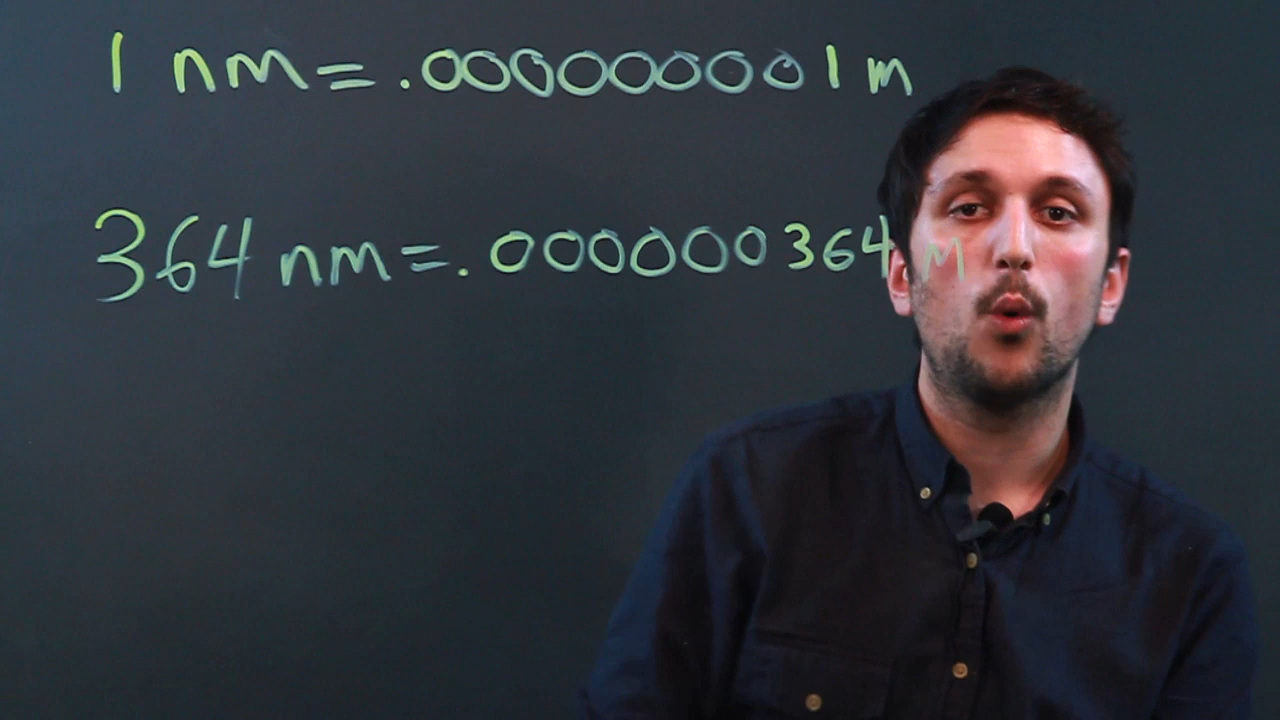 1 nm = .000000001 m
364 nm = .000000364 M